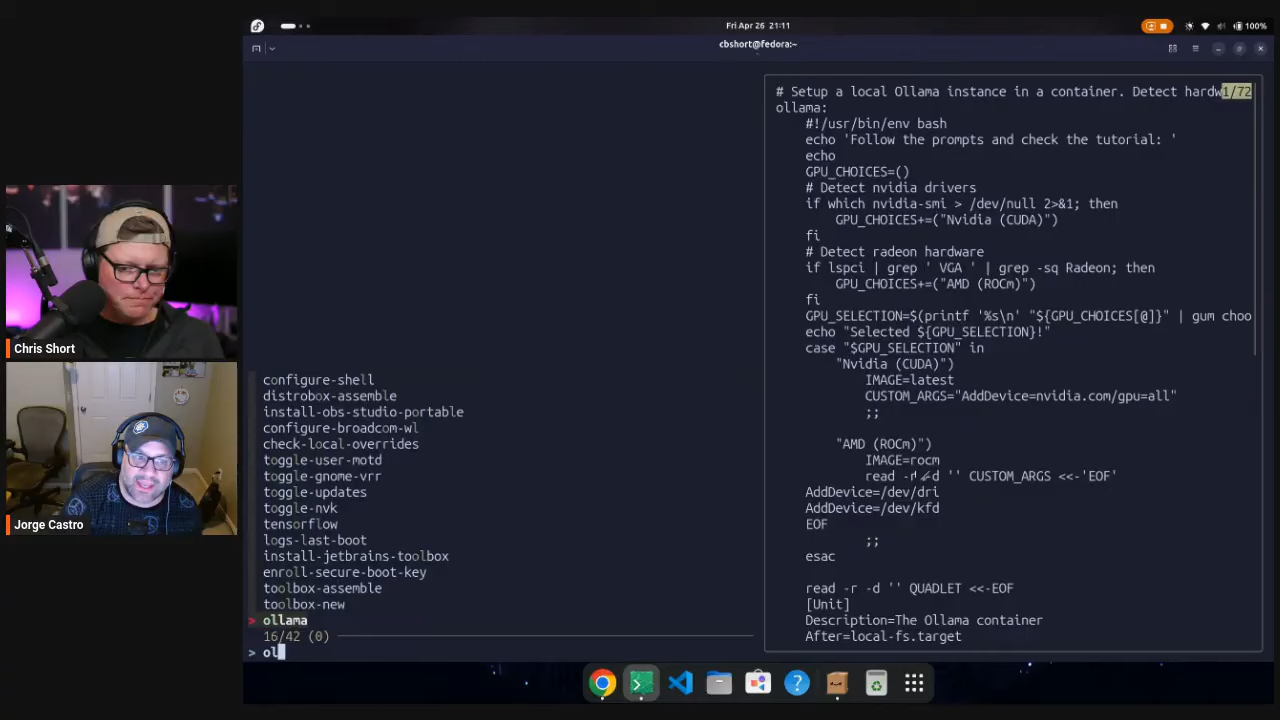 Fri Apr 26 21:11
100%
cbshort@fedora:~
# Setup a local Ollama instance in a container. Detect hardw
1/72
ollama:
#!/usr/bin/env bash
echo 'Follow the prompts and check the tutorial: '
echo
GPU_CHOICES=()
# Detect nvidia drivers
if which nvidia-smi > /dev/null 2>&1; then
GPU_CHOICES+=("Nvidia (CUDA)")
fi
# Detect radeon hardware
if lspci | grep ' VGA ' | grep -sq Radeon; then
GPU_CHOICES+=("AMD (ROCm)")
fi
GPU_SELECTION=$(printf '%s\n' "${GPU_CHOICES[@]}" | gum choo
echo "Selected ${GPU_SELECTION}!"
case "$GPU_SELECTION" in
"Nvidia (CUDA)")
IMAGE=latest
CUSTOM_ARGS="AddDevice=nvidia.com/gpu=all"
;;
"AMD (ROCm)")
IMAGE=rocm
read -r -d '' CUSTOM_ARGS <<-'EOF'
AddDevice=/dev/dri
AddDevice=/dev/kfd
EOF
;;
esac
read -r -d '' QUADLET <<-EOF
[Unit]
Description=The Ollama container
After=local-fs.target
configure-shell
distrobox-assemble
install-obs-studio-portable
configure-broadcom-wl
check-local-overrides
toggle-user-motd
toggle-gnome-vrr
toggle-updates
toggle-nvk
tensorflow
logs-last-boot
install-jetbrains-toolbox
enroll-secure-boot-key
toolbox-assemble
toolbox-new
> ollama
16/42 (0)
> ol
Chris Short
Jorge Castro